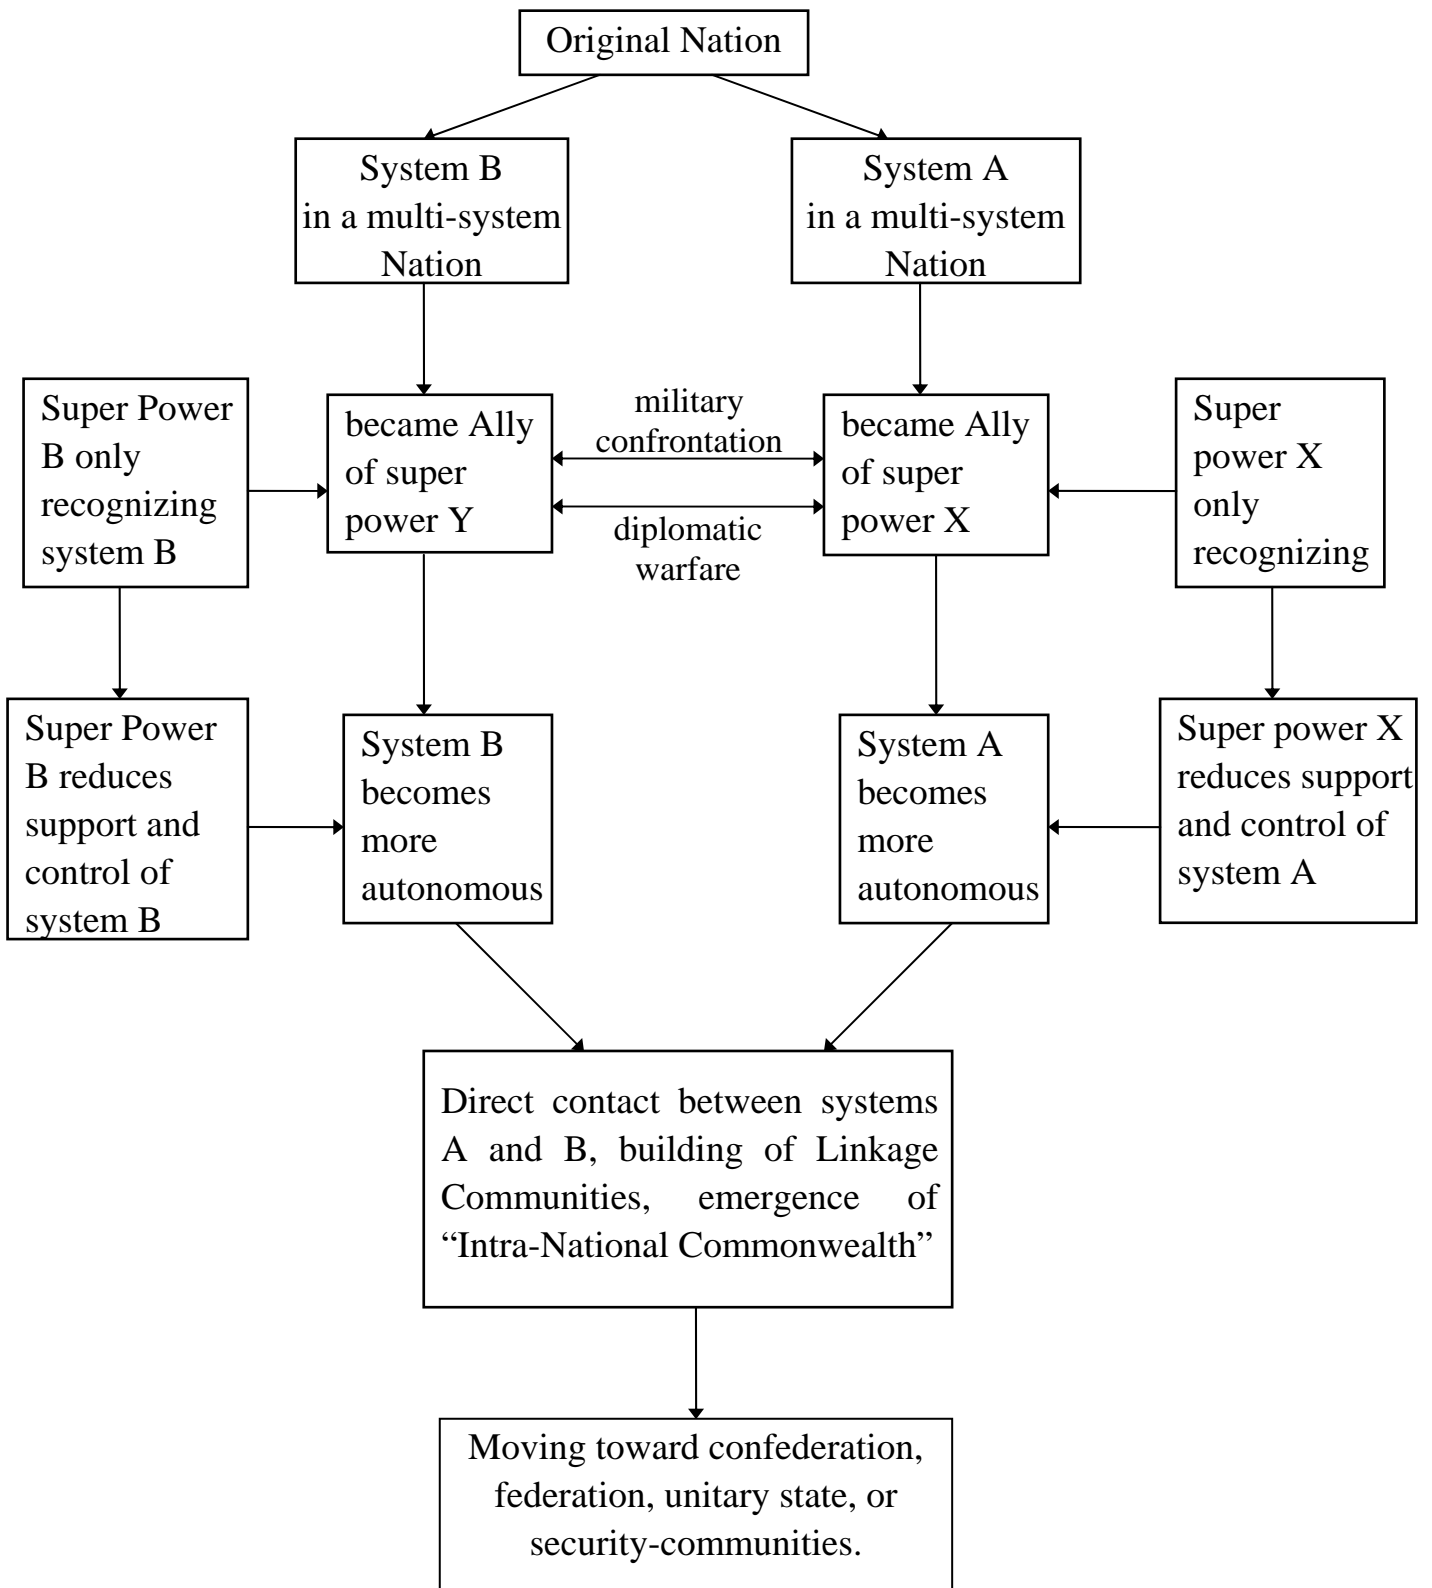 Original Nation
System B
in a multi-system
Nation
System A
in a multi-system
Nation
Super Power
B only
recognizing
system B
became Ally
of super
power Y
military
confrontation
diplomatic
warfare
became Ally
of super
power X
Super
power X
only
recognizing
Super Power
B reduces
support and
control of
system B
System B
becomes
more
autonomous
System A
becomes
more
autonomous
Super power X
reduces support
and control of
system A
Direct contact between systems
A and B, building of Linkage
Communities, emergence of
“Intra-National Commonwealth”
Moving toward confederation,
federation, unitary state, or
security-communities.